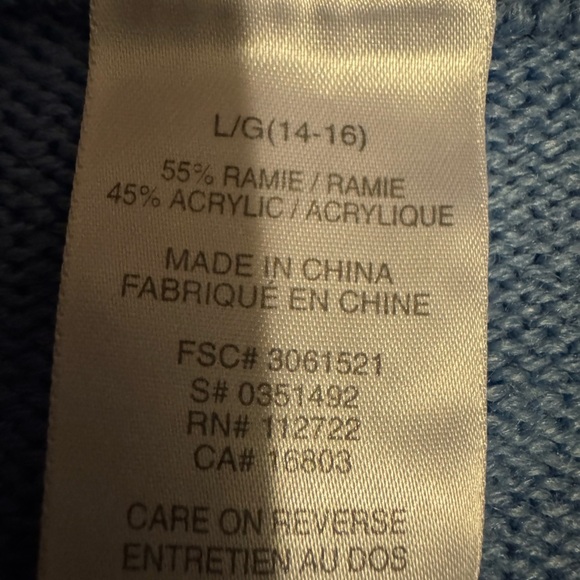 L/G(14-16)
55% RAMIE / RAMIE
45% ACRYLIC / ACRYLIQUE
MADE IN CHINA
FABRIQUÉ EN CHINE
FSC# 3061521
S# 0351492
RN# 112722
CA# 16803
CARE ON REVERSE
ENTRETIEN AU DOS